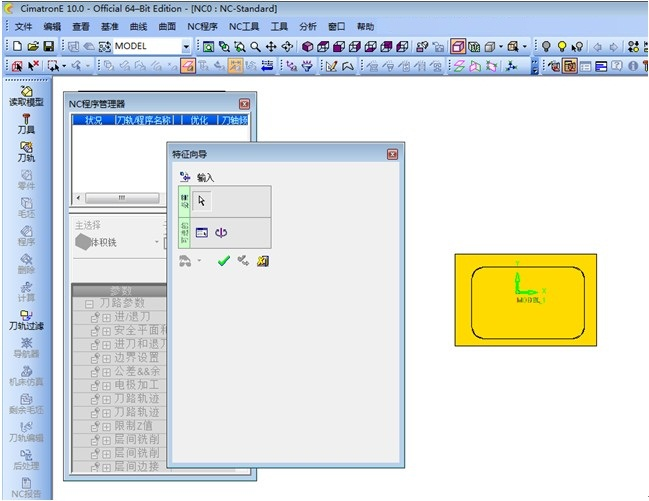 CimatronE 10.0 - Official 64-Bit Edition - [NC0 : NC-Standard]
文件 编辑 查看 基准 曲线 曲面 NC程序 NC工具 工具 分析 窗口 帮助
MODEL
读取模型
刀具
刀轨
零件
毛坯
程序
删除
计算
刀轨过滤
导航器
机床仿真
剩余毛坯
刀轨编辑
后处理
NC报告
NC程序管理器
状况 刀轨/程序名称 优化 刀轴倾
主选择
体积铣
参数
刀路参数
进/退刀
安全平面和
进刀和退刀
边界设置
公差&&余
电极加工
刀路轨迹
刀路轨迹
限制Z值
层间铣削
层间铣削
层间边接
特征向导
输入
Y
X
MODEL_1